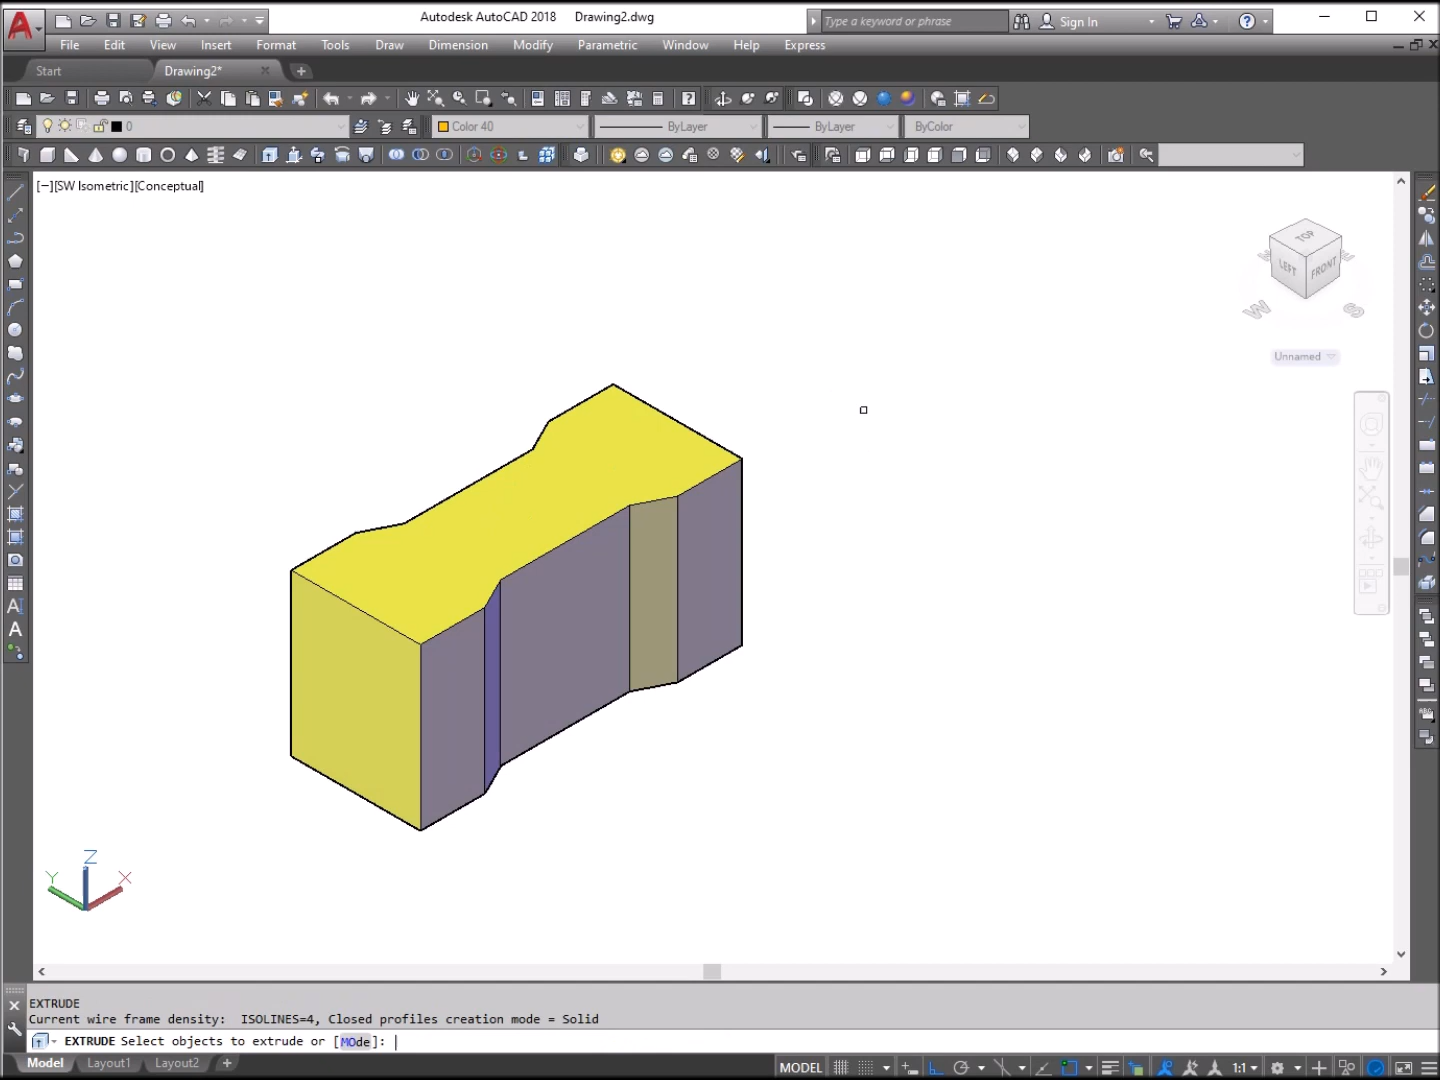 Autodesk AutoCAD 2018 Drawing2.dwg
Type a keyword or phrase
Sign In
File Edit View Insert Format Tools Draw Dimension Modify Parametric Window Help Express
Start
Drawing2*
0
Color 40
ByLayer
ByLayer
ByColor
[−][SW Isometric][Conceptual]
TOP
LEFT
FRONT
W
S
Unnamed
A
A
Z
Y
X
EXTRUDE
Current wire frame density: ISOLINES=4, Closed profiles creation mode = Solid
EXTRUDE Select objects to extrude or [MOde]:
Model Layout1 Layout2
MODEL
1:1